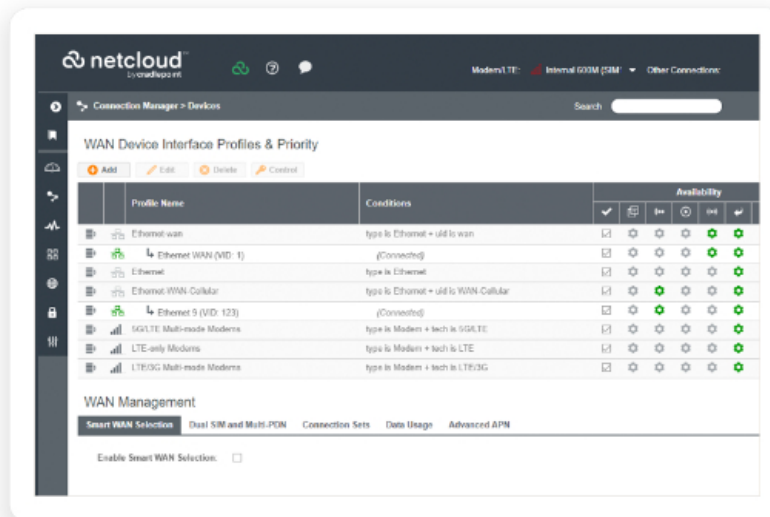 netcloud™
by cradlepoint
Modem/LTE: Internal 600M (SIM1 Other Connections:
Connection Manager > Devices
Search
WAN Device Interface Profiles & Priority
Add Edit Delete Control
Availability
Profile Name Conditions
Ethernet-wan type is Ethernet + uid is wan
Ethernet WAN (VID: 1) (Connected)
Ethernet type is Ethernet
Ethernet-WAN-Cellular type is Ethernet + uid is WAN-Cellular
Ethernet 9 (VID: 123) (Connected)
5G/LTE Multi-mode Modems type is Modem + tech is 5G/LTE
LTE-only Modems type is Modem + tech is LTE
LTE/3G Multi-mode Modems type is Modem + tech is LTE/3G
WAN Management
Smart WAN Selection Dual SIM and Multi-PDN Connection Sets Data Usage Advanced APN
Enable Smart WAN Selection: